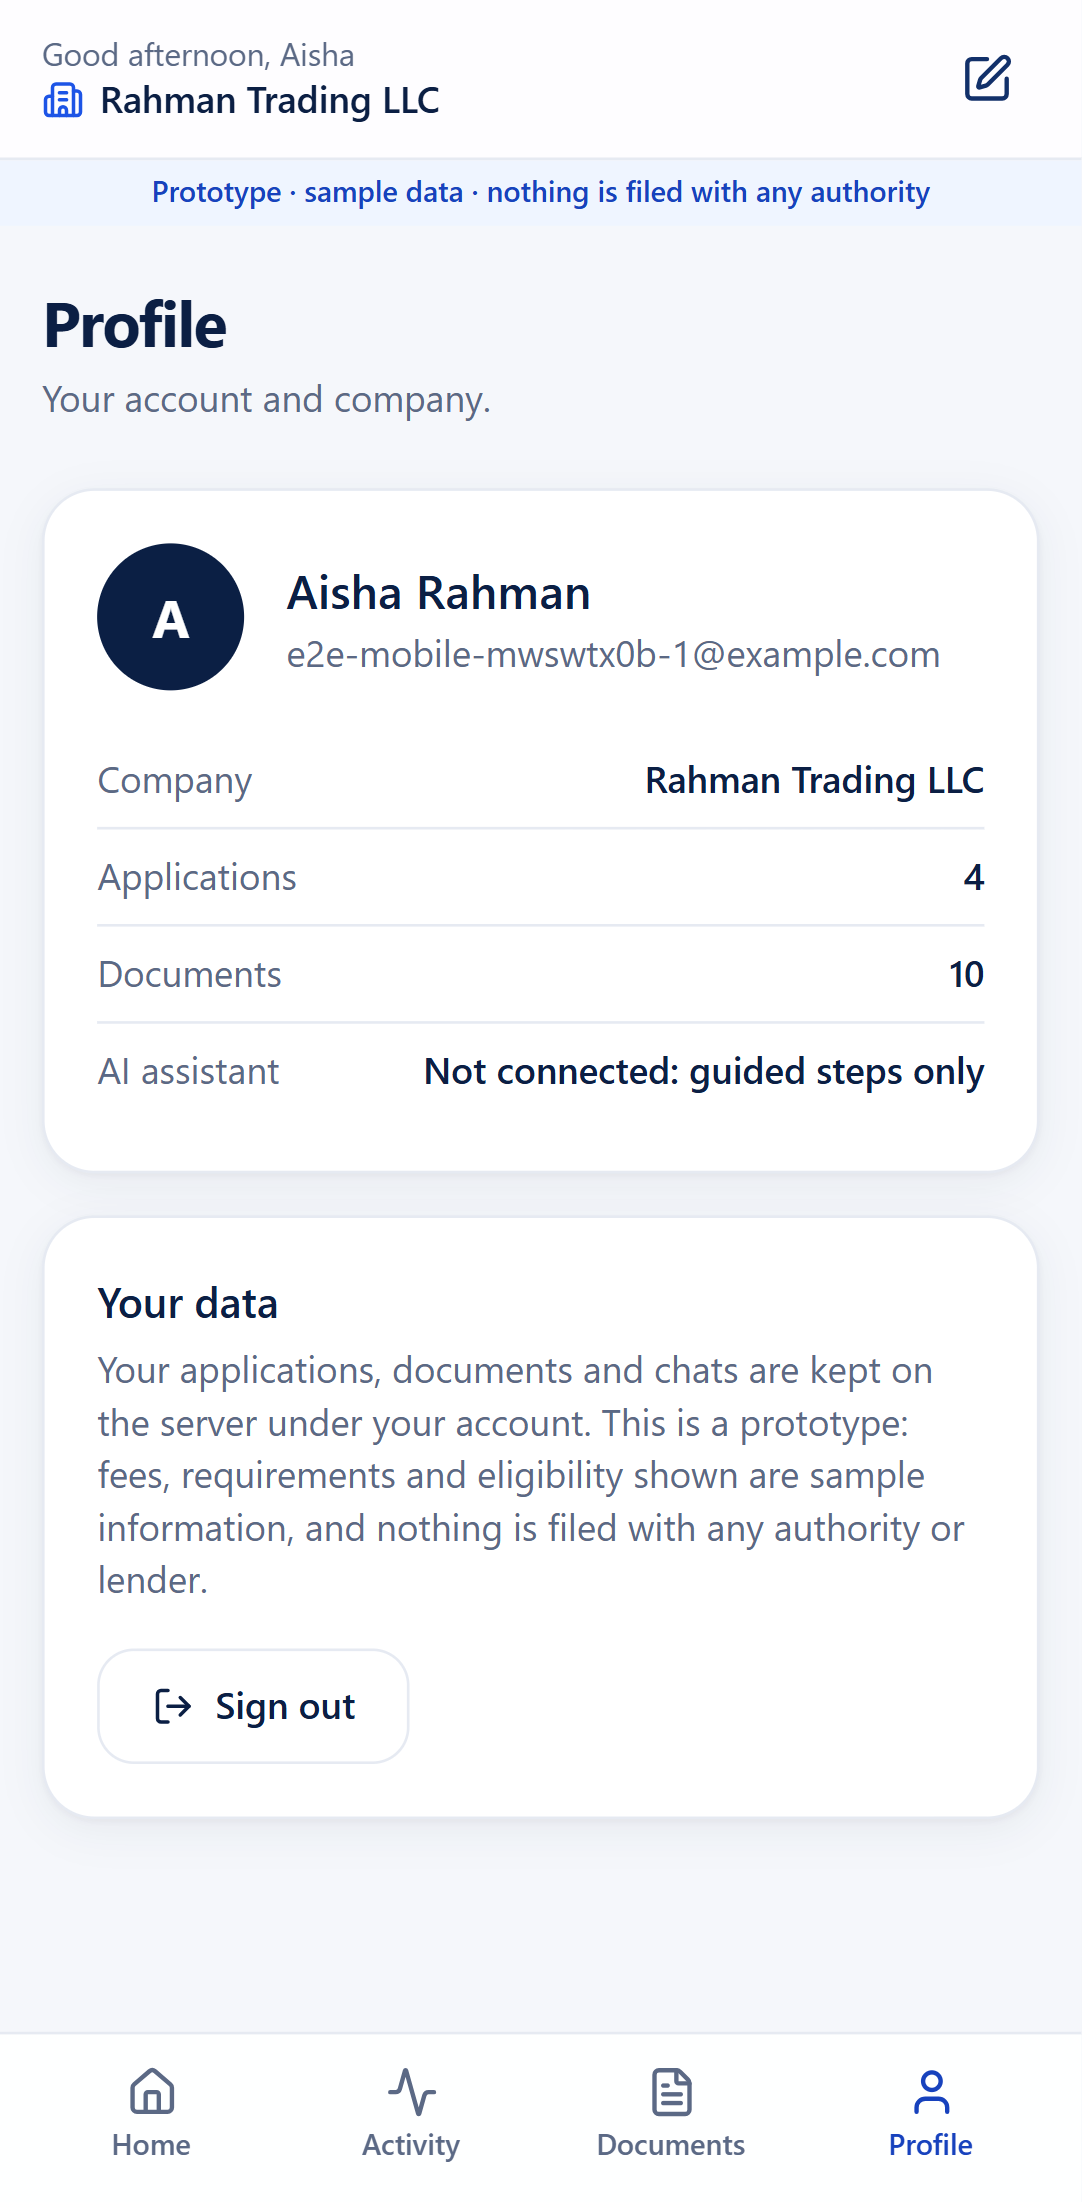 Good afternoon, Aisha
Rahman Trading LLC
Prototype · sample data · nothing is filed with any authority
Profile
Your account and company.
A
Aisha Rahman
e2e-mobile-mwswtx0b-1@example.com
Company Rahman Trading LLC
Applications 4
Documents 10
AI assistant Not connected: guided steps only
Your data
Your applications, documents and chats are kept on
the server under your account. This is a prototype:
fees, requirements and eligibility shown are sample
information, and nothing is filed with any authority or
lender.
Sign out
Home Activity Documents Profile